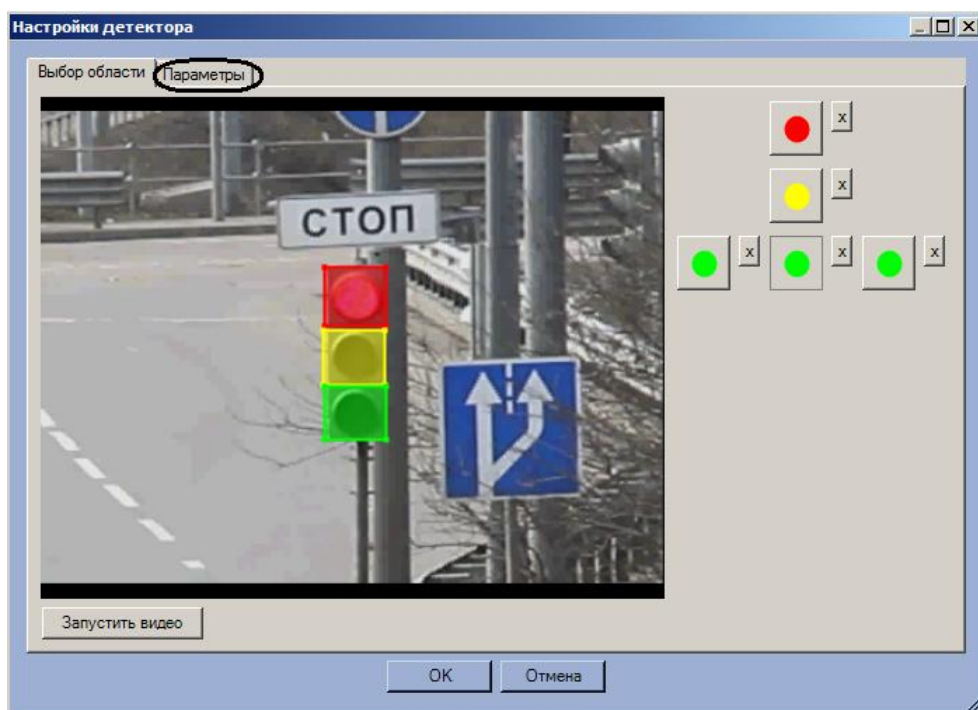 Настройки детектора
Выбор области Параметры
x
СТОП
x
x x x
Запустить видео
OK Отмена